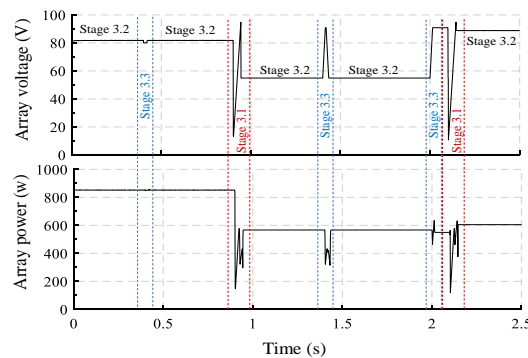 Array voltage (V)
100
80
60
40
20
0
Stage 3.2
Stage 3.2
Stage 3.2
Stage 3.2
Stage 3.2
Stage 3.3
Stage 3.1
Stage 3.3
Stage 3.3
Stage 3.1
Array power (w)
800
600
400
200
0
0
0.5
1
1.5
2
2.5
Time (s)